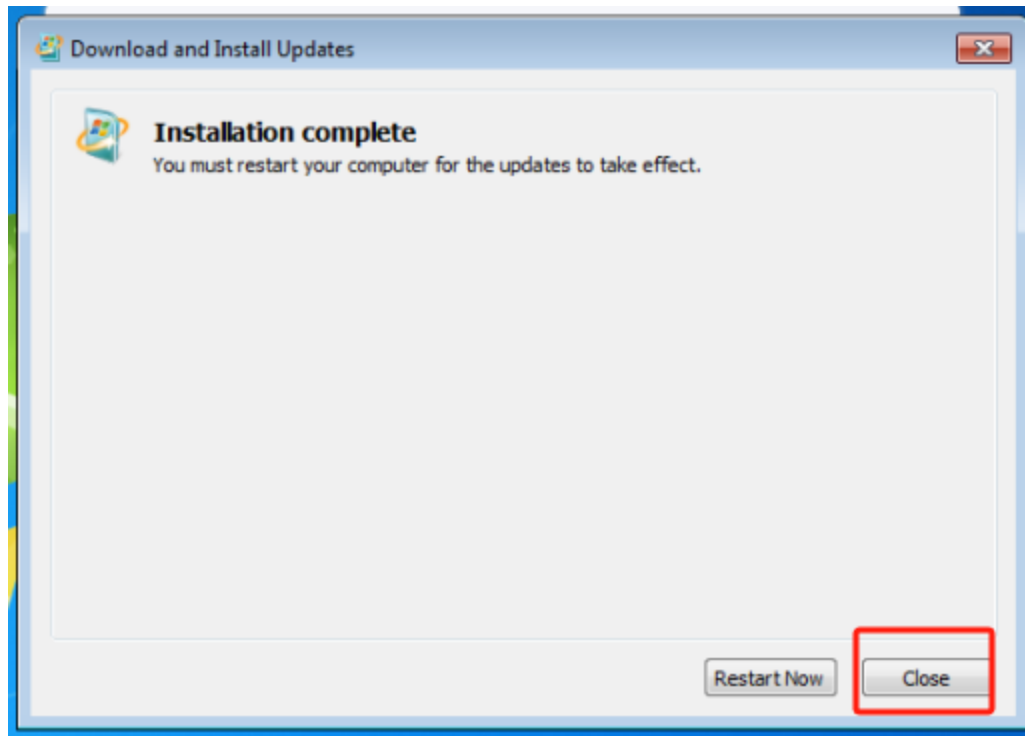 Download and Install Updates
Installation complete
You must restart your computer for the updates to take effect.
Restart Now
Close